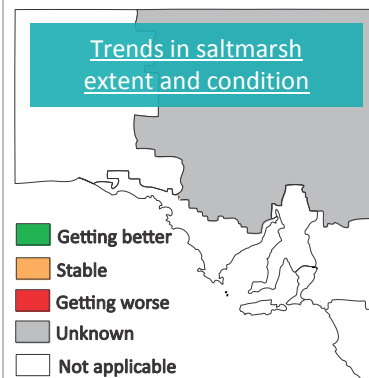 Trends in saltmarsh
extent and condition
Getting better
Stable
Getting worse
Unknown
Not applicable